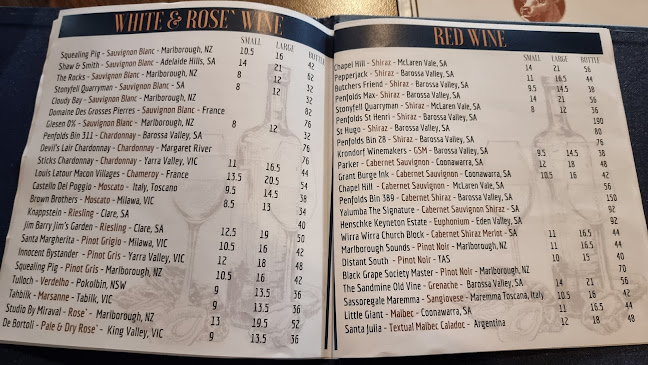 WHITE & ROSE` WINE
SMALL LARGE BOTTLE
Squealing Pig - Sauvignon Blanc - Marlborough, NZ 10.5 16 42
Shaw & Smith - Sauvignon Blanc - Adelaide Hills, SA 14 21 62
The Rocks - Sauvignon Blanc - Marlborough, NZ 8 12 32
Stonyfell Quarryman - Sauvignon Blanc - SA 8 12 32
Cloudy Bay - Sauvignon Blanc - Marlborough, NZ 82
Domaine Des Grosses Pierres - Sauvignon Blanc - France 76
Giesen 0% - Sauvignon Blanc - Marlborough, NZ 8 12 32
Penfolds Bin 311 - Chardonnay - Barossa Valley, SA 76
Devil's Lair Chardonnay - Chardonnay - Margaret River 76
Sticks Chardonnay - Chardonnay - Yarra Valley, VIC 11 16.5 44
Louis Latour Macon Villages - Chameroy - France 13.5 20.5 54
Castello Del Poggio - Moscato - Italy, Toscano 9.5 14.5 38
Brown Brothers - Moscato - Milawa, VIC 8.5 13 34
Knappstein - Riesling - Clare, SA 40
Jim Barry Jim's Garden - Riesling - Clare, SA 12.5 19 50
Santa Margherita - Pinot Grigio - Milawa, VIC 10.5 16 42
Innocent Bystander - Pinot Gris - Yarra Valley, VIC 12 18 48
Squealing Pig - Pinot Gris - Marlborough, NZ 10.5 16 42
Tulloch - Verdelho - Pokolbin, NSW 9 13.5 36
Tahbilk - Marsanne - Tabilk, VIC 9 13.5 36
Studio By Miraval - Rose` - Marlborough, NZ 13 19.5 52
De Bortoli - Pale & Dry Rose` - King Valley, VIC 9 13.5 36
RED WINE
SMALL LARGE BOTTLE
Chapel Hill - Shiraz - McLaren Vale, SA 14 21 56
Pepperjack - Shiraz - Barossa Valley, SA 11 16.5 44
Butchers Friend - Shiraz - Barossa Valley, SA 9.5 14.5 38
Penfolds Max- Shiraz - Barossa Valley, SA 14 21 56
Stonyfell Quarryman - Shiraz - McLaren Vale, SA 8 12 36
Penfolds St Henri - Shiraz - Barossa Valley, SA 190
St Hugo - Shiraz - Barossa Valley, SA 80
Penfolds Bin 28 - Shiraz - Barossa Valley, SA 80
Krondorf Winemakers - GSM - Barossa Valley, SA 9.5 14.5 38
Parker - Cabernet Sauvignon - Coonawarra, SA 12 18 48
Grant Burge Ink - Cabernet Sauvignon - Coonawarra, SA 10.5 16 42
Chapel Hill - Cabernet Sauvignon - McLaren Vale, SA 56
Penfolds Bin 389 - Cabernet Shiraz - Barossa Valley, SA 150
Yalumba The Signature - Cabernet Sauvignon Shiraz - SA 92
Henschke Keyneton Estate - Euphonium - Eden Valley, SA 92
Wirra Wirra Church Block - Cabernet Shiraz Merlot - SA 11 16.5 44
Marlborough Sounds - Pinot Noir - Marlborough, NZ 11 16.5 44
Distant South - Pinot Noir - TAS 10 15 40
Black Grape Society Master - Pinot Noir - Marlborough, NZ 70
The Sandmine Old Vine - Grenache - Barossa Valley, SA 14 21 56
Sassoregale Maremma - Sangiovese - Maremma Toscana, Italy 10.5 16 42
Little Giant - Malbec - Coonawarra, SA 11 16.5 44
Santa Julia - Textual Malbec Caladoc - Argentina 12 18 48